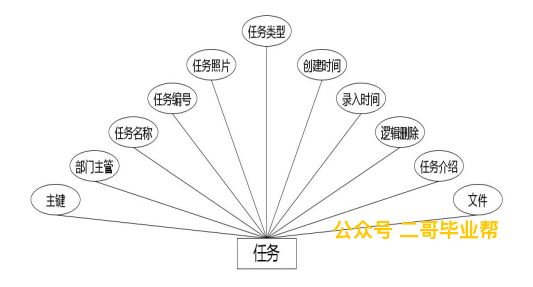 任务类型
任务照片
创建时间
任务编号
录入时间
任务名称
逻辑删除
部门主管
任务介绍
主键
文件
公众号 二哥毕业帮
任务